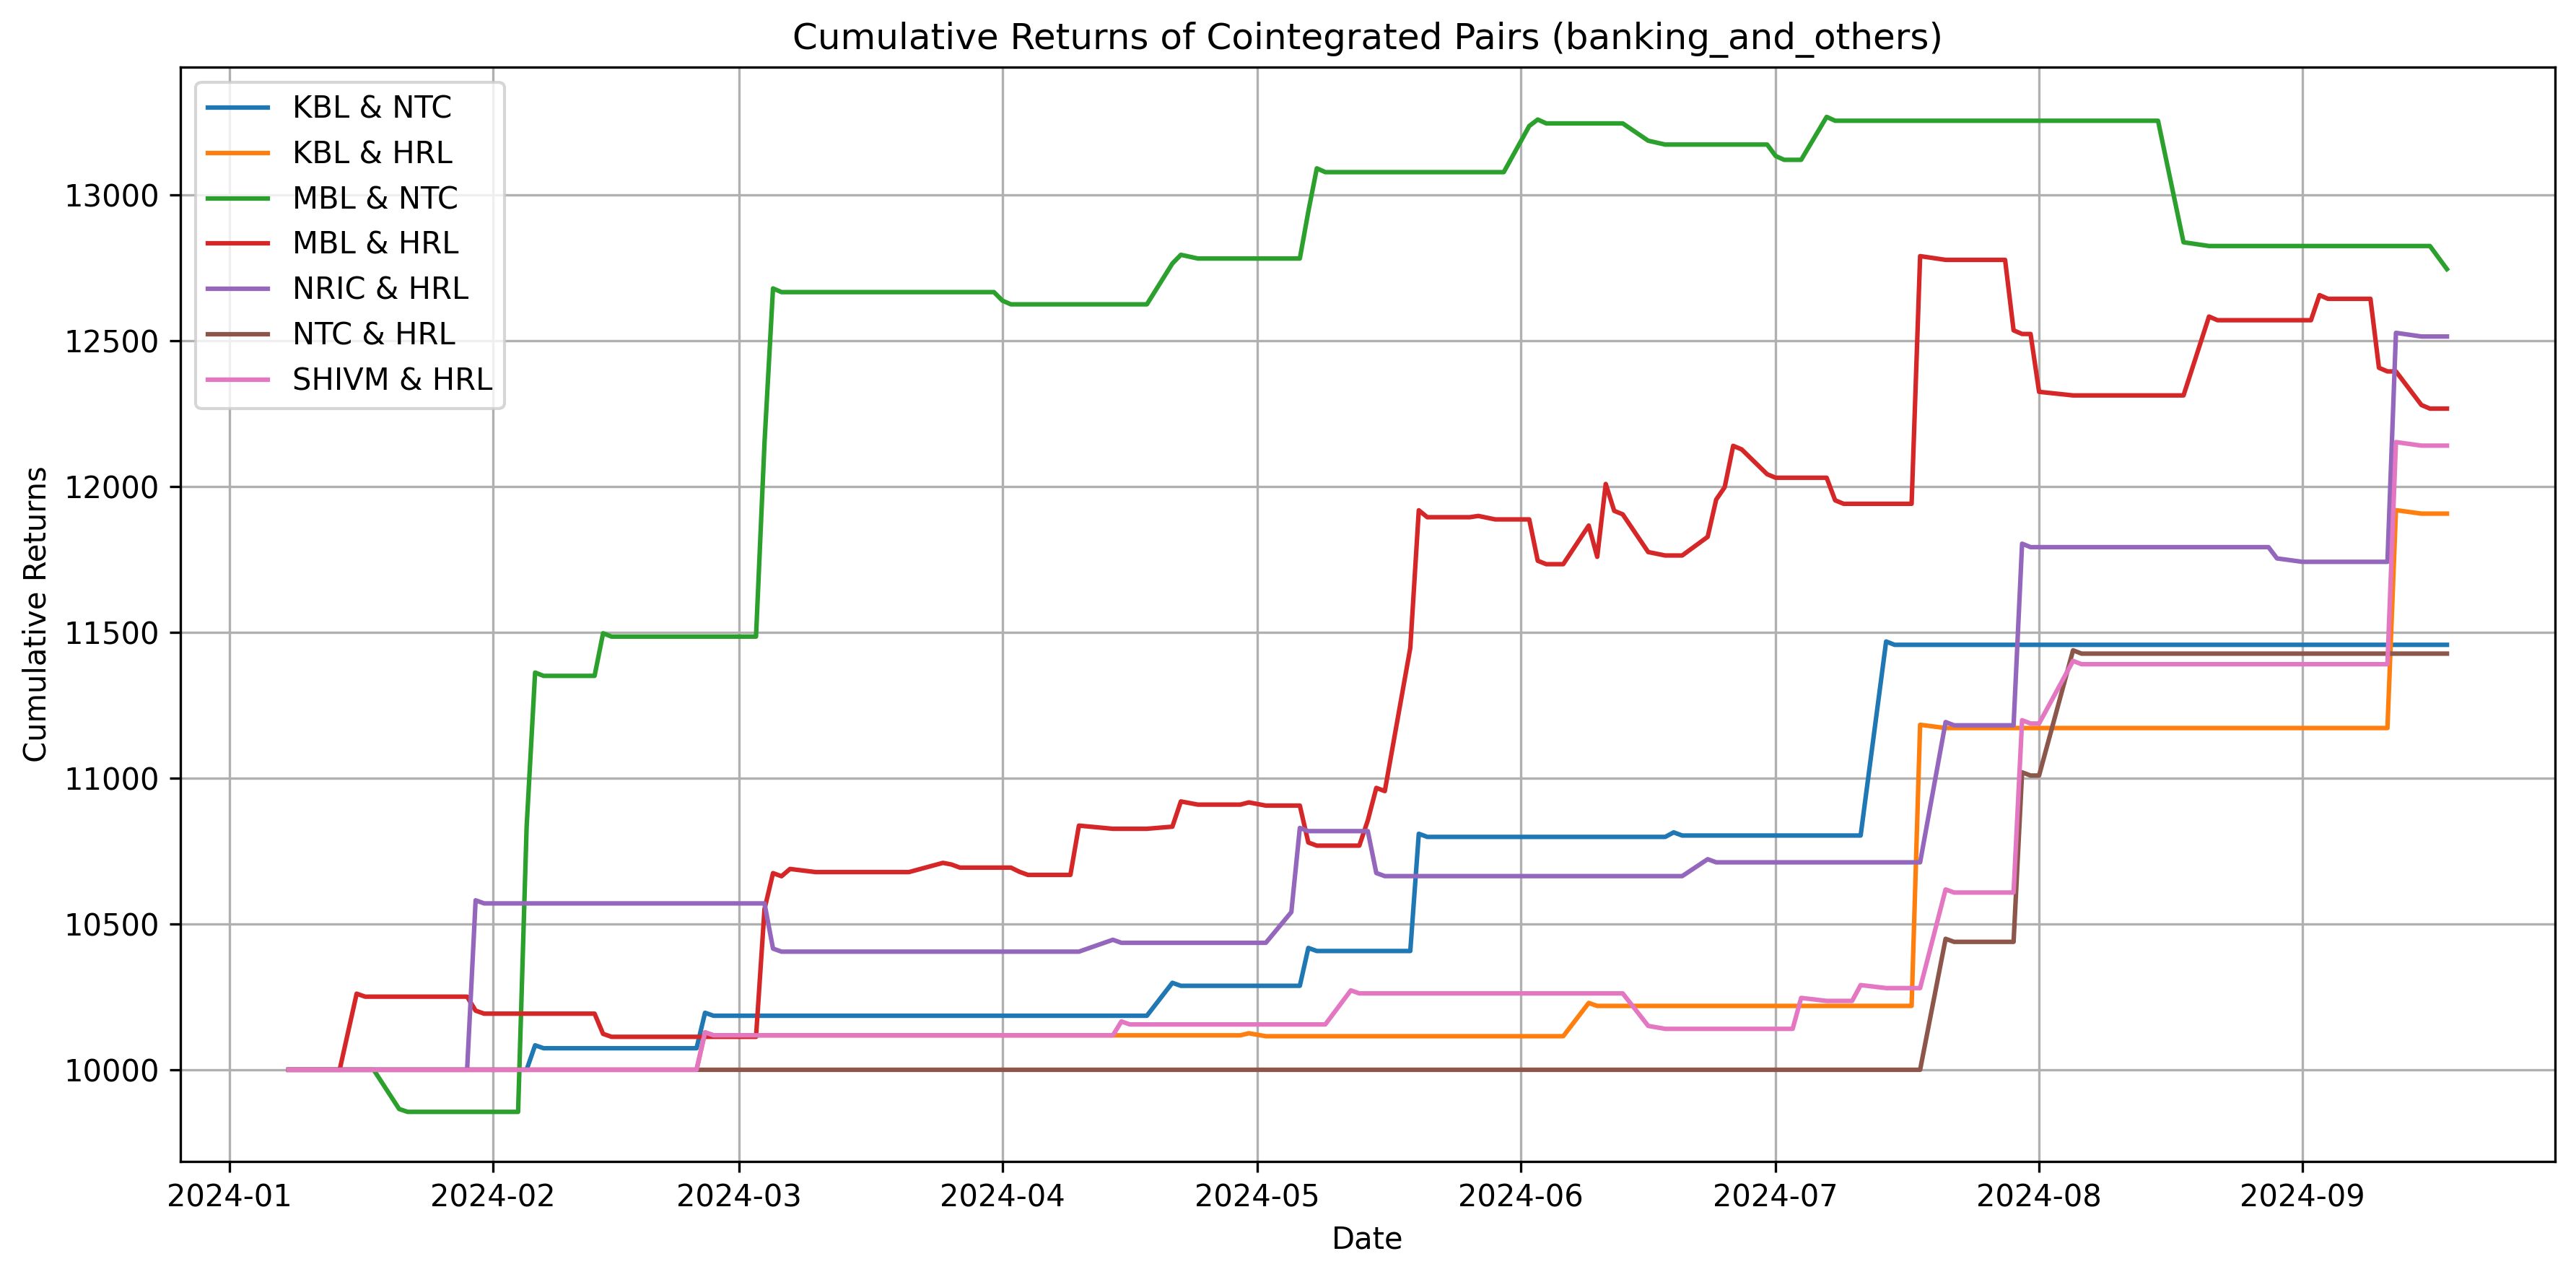 Cumulative Returns of Cointegrated Pairs (banking_and_others)
KBL & NTC
KBL & HRL
MBL & NTC
MBL & HRL
NRIC & HRL
NTC & HRL
SHIVM & HRL
Cumulative Returns
13000
12500
12000
11500
11000
10500
10000
2024-01 2024-02 2024-03 2024-04 2024-05 2024-06 2024-07 2024-08 2024-09
Date